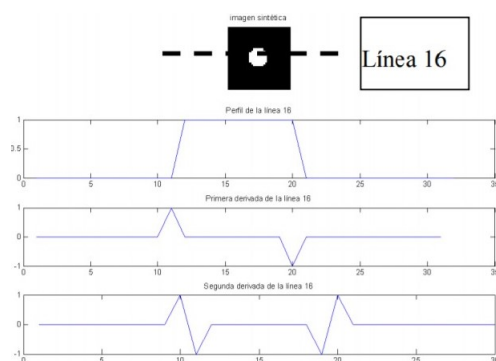 imagen sintética
Línea 16
Perfil de la línea 16
1
0.5
0
0 5 10 15 20 25 30 35
Primera derivada de la línea 16
1
0
-1
0 5 10 15 20 25 30 35
Segunda derivada de la línea 16
1
0
-1
0 5 10 15 20 25 30